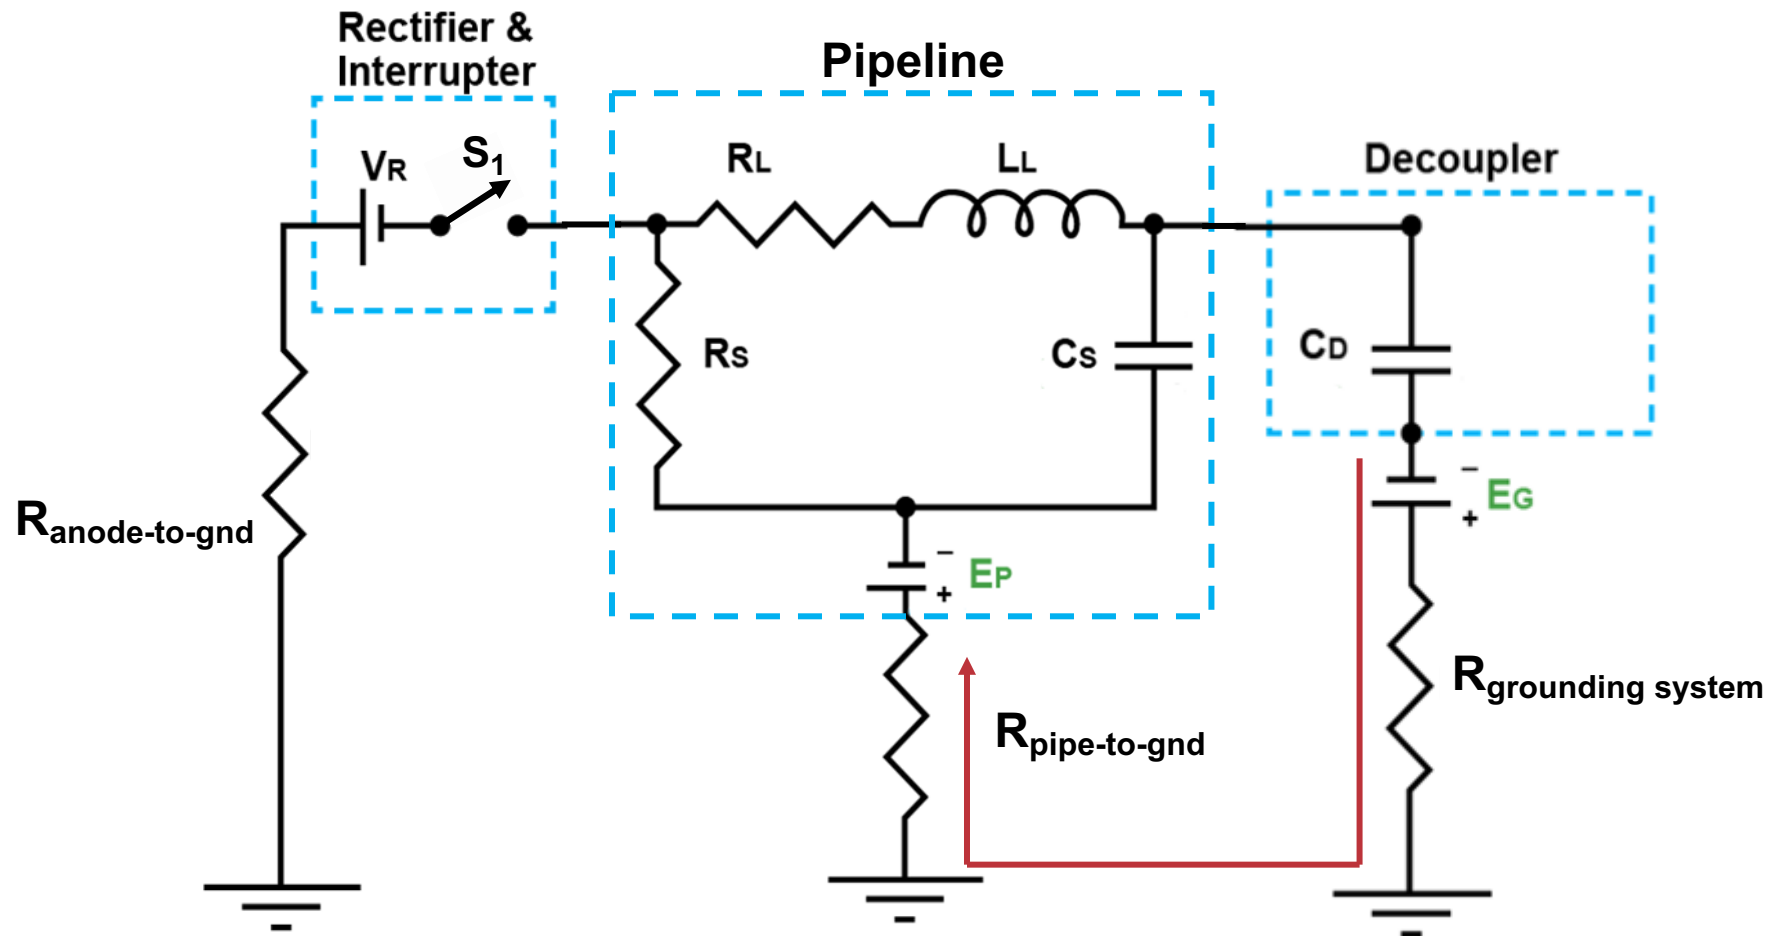 Rectifier &
Interrupter
Pipeline
Decoupler
VR
S1
RL
LL
RS
CS
CD
Ranode-to-gnd
− EP
+
− EG
+
Rpipe-to-gnd
Rgrounding system